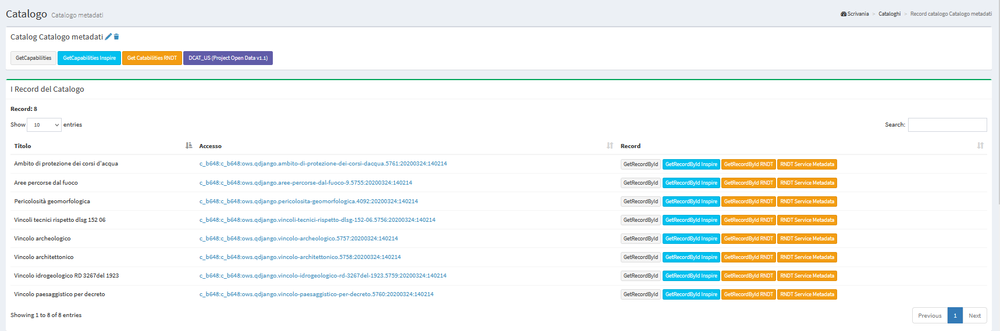 Catalogo Catalogo metadati
Scrivania > Cataloghi > Record catalogo Catalogo metadati
Catalog Catalogo metadati
GetCapabilities GetCapabilities Inspire Get Catabilities RNDT DCAT_US (Project Open Data v1.1)
I Record del Catalogo
Record: 8
Show 10 entries Search:
Titolo Accesso Record
Ambito di protezione dei corsi d'acqua c_b648:c_b648:ows.qdjango.ambito-di-protezione-dei-corsi-dacqua.5761:20200324:140214 GetRecordById GetRecordById Inspire GetRecordById RNDT RNDT Service Metadata
Aree percorse dal fuoco c_b648:c_b648:ows.qdjango.aree-percorse-dal-fuoco-9.5755:20200324:140214 GetRecordById GetRecordById Inspire GetRecordById RNDT RNDT Service Metadata
Pericolosità geomorfologica c_b648:c_b648:ows.qdjango.pericolosita-geomorfologica.4092:20200324:140214 GetRecordById GetRecordById Inspire GetRecordById RNDT RNDT Service Metadata
Vincoli tecnici rispetto dlsg 152 06 c_b648:c_b648:ows.qdjango.vincoli-tecnici-rispetto-dlsg-152-06.5756:20200324:140214 GetRecordById GetRecordById Inspire GetRecordById RNDT RNDT Service Metadata
Vincolo archeologico c_b648:c_b648:ows.qdjango.vincolo-archeologico.5757:20200324:140214 GetRecordById GetRecordById Inspire GetRecordById RNDT RNDT Service Metadata
Vincolo architettonico c_b648:c_b648:ows.qdjango.vincolo-architettonico.5758:20200324:140214 GetRecordById GetRecordById Inspire GetRecordById RNDT RNDT Service Metadata
Vincolo idrogeologico RD 3267del 1923 c_b648:c_b648:ows.qdjango.vincolo-idrogeologico-rd-3267del-1923.5759:20200324:140214 GetRecordById GetRecordById Inspire GetRecordById RNDT RNDT Service Metadata
Vincolo paesaggistico per decreto c_b648:c_b648:ows.qdjango.vincolo-paesaggistico-per-decreto.5760:20200324:140214 GetRecordById GetRecordById Inspire GetRecordById RNDT RNDT Service Metadata
Showing 1 to 8 of 8 entries Previous 1 Next